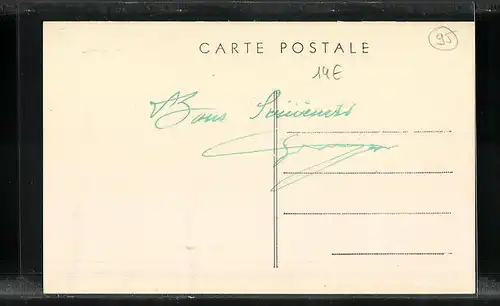 95
CARTE POSTALE
14€
Bons Souvenirs